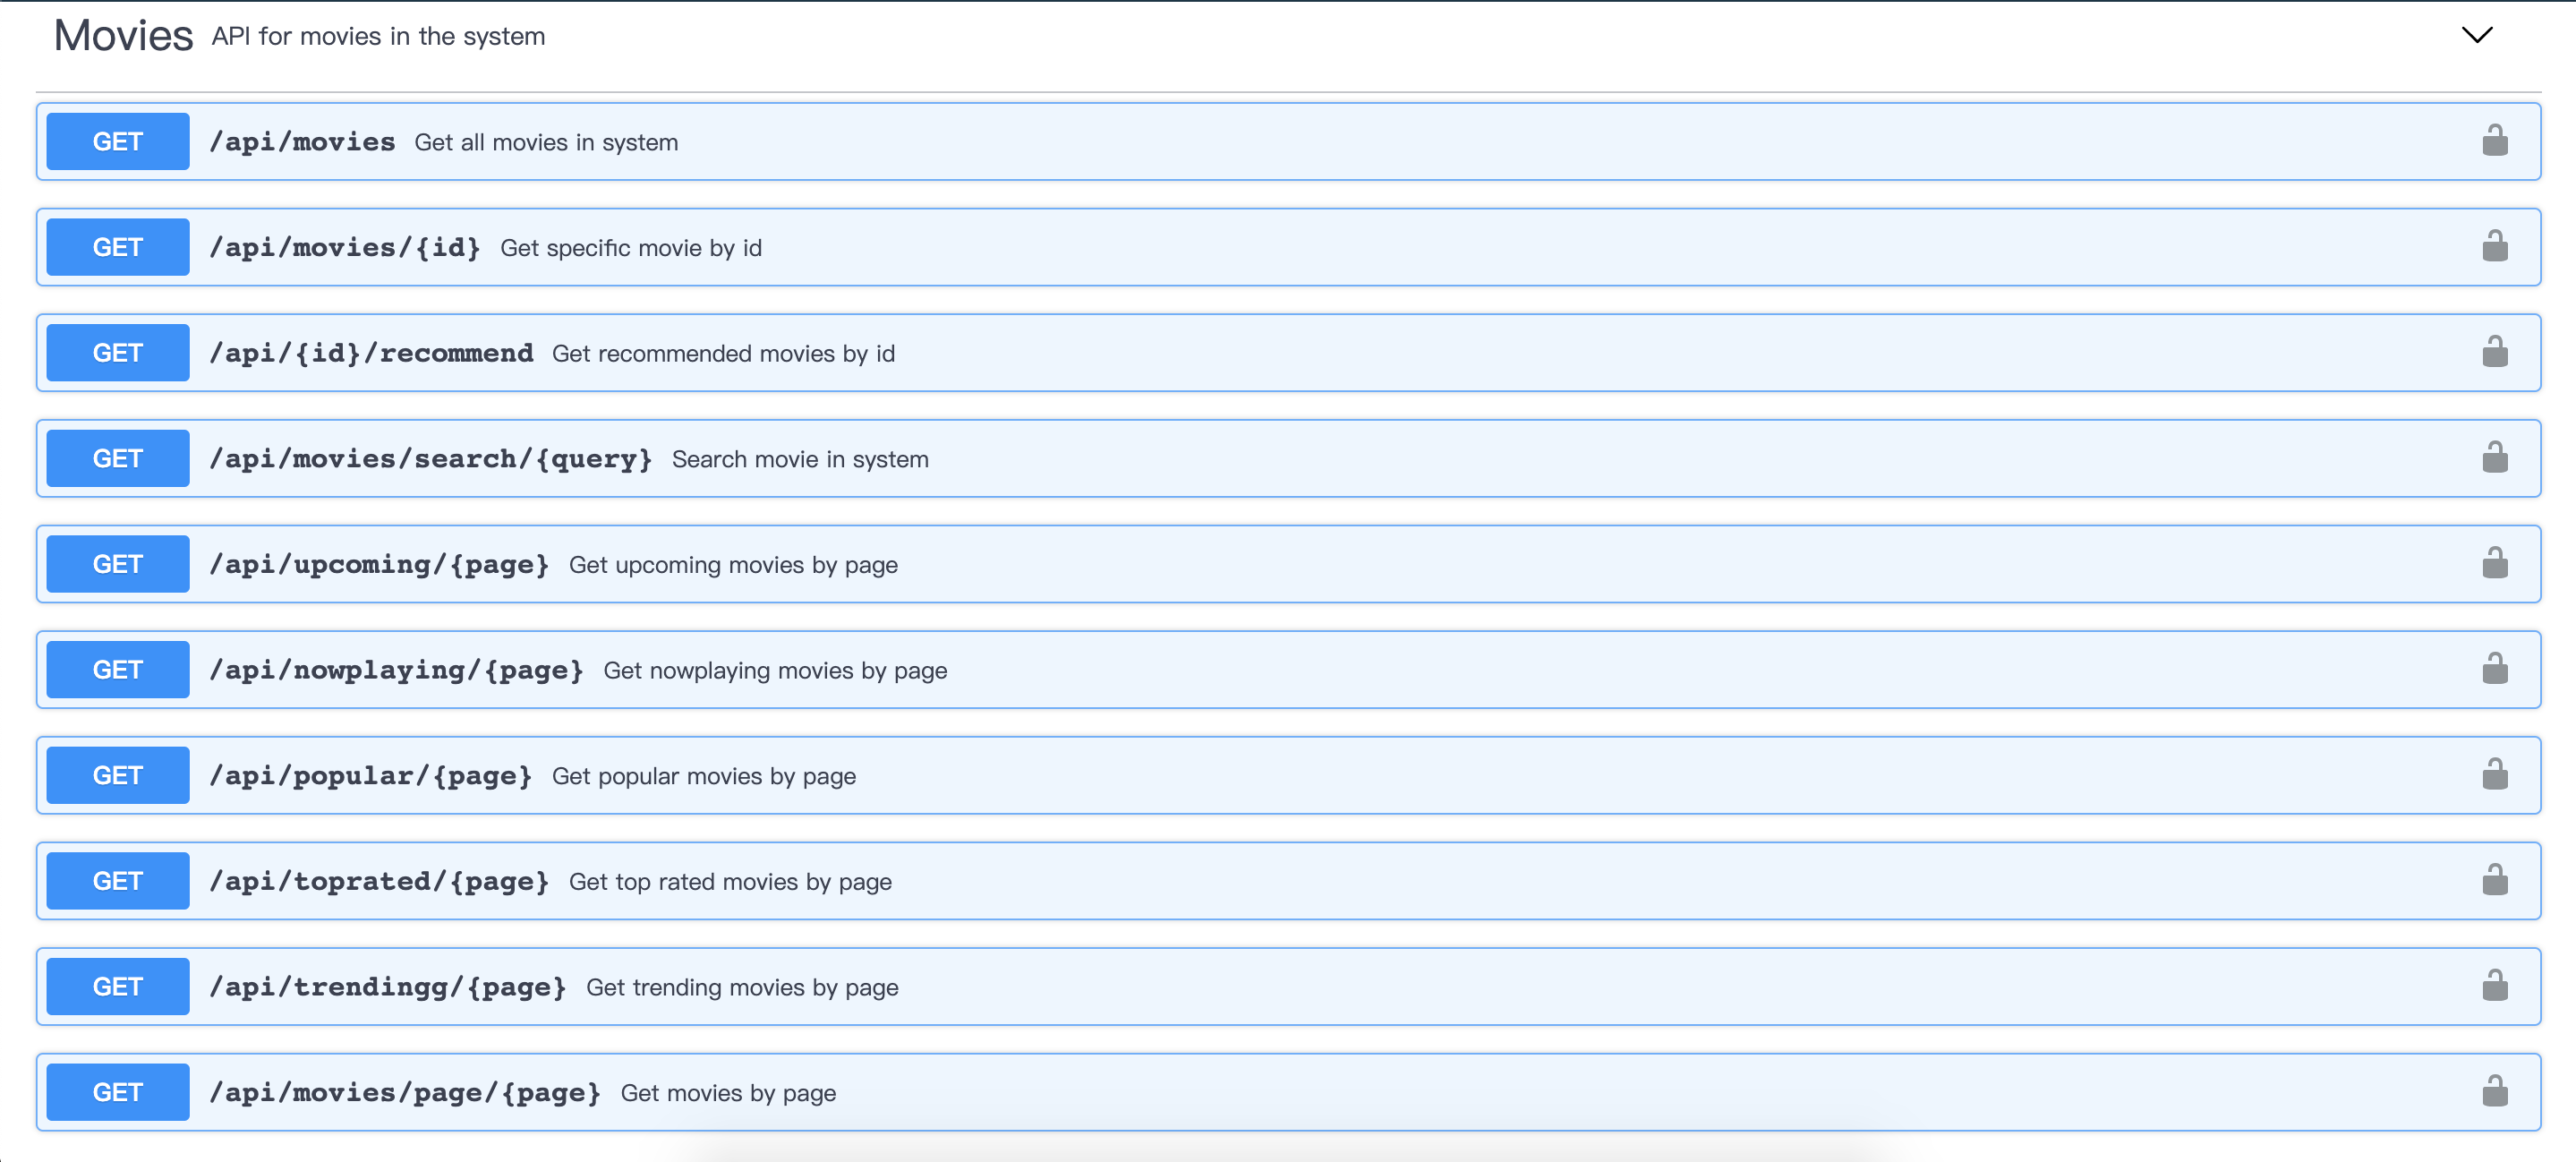 Movies API for movies in the system
GET /api/movies Get all movies in system
GET /api/movies/{id} Get specific movie by id
GET /api/{id}/recommend Get recommended movies by id
GET /api/movies/search/{query} Search movie in system
GET /api/upcoming/{page} Get upcoming movies by page
GET /api/nowplaying/{page} Get nowplaying movies by page
GET /api/popular/{page} Get popular movies by page
GET /api/toprated/{page} Get top rated movies by page
GET /api/trendingg/{page} Get trending movies by page
GET /api/movies/page/{page} Get movies by page